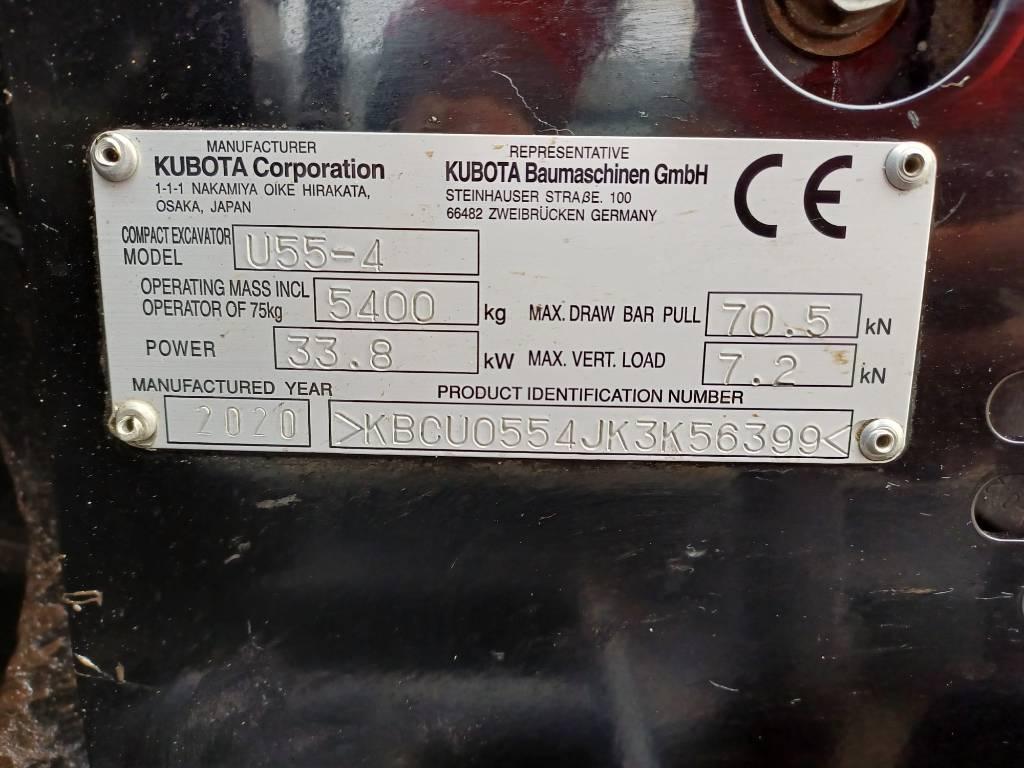 MANUFACTURER
KUBOTA Corporation
1-1-1 NAKAMIYA OIKE HIRAKATA,
OSAKA, JAPAN
REPRESENTATIVE
KUBOTA Baumaschinen GmbH
STEINHAUSER STRAßE. 100
66482 ZWEIBRÜCKEN GERMANY
CE
COMPACT EXCAVATOR
MODEL U55-4
OPERATING MASS INCL
OPERATOR OF 75kg 5400 kg
MAX. DRAW BAR PULL 70.5 kN
POWER 33.8 kW
MAX. VERT. LOAD 7.2 kN
MANUFACTURED YEAR
2020
PRODUCT IDENTIFICATION NUMBER
>KBCU0554JK3K56399<